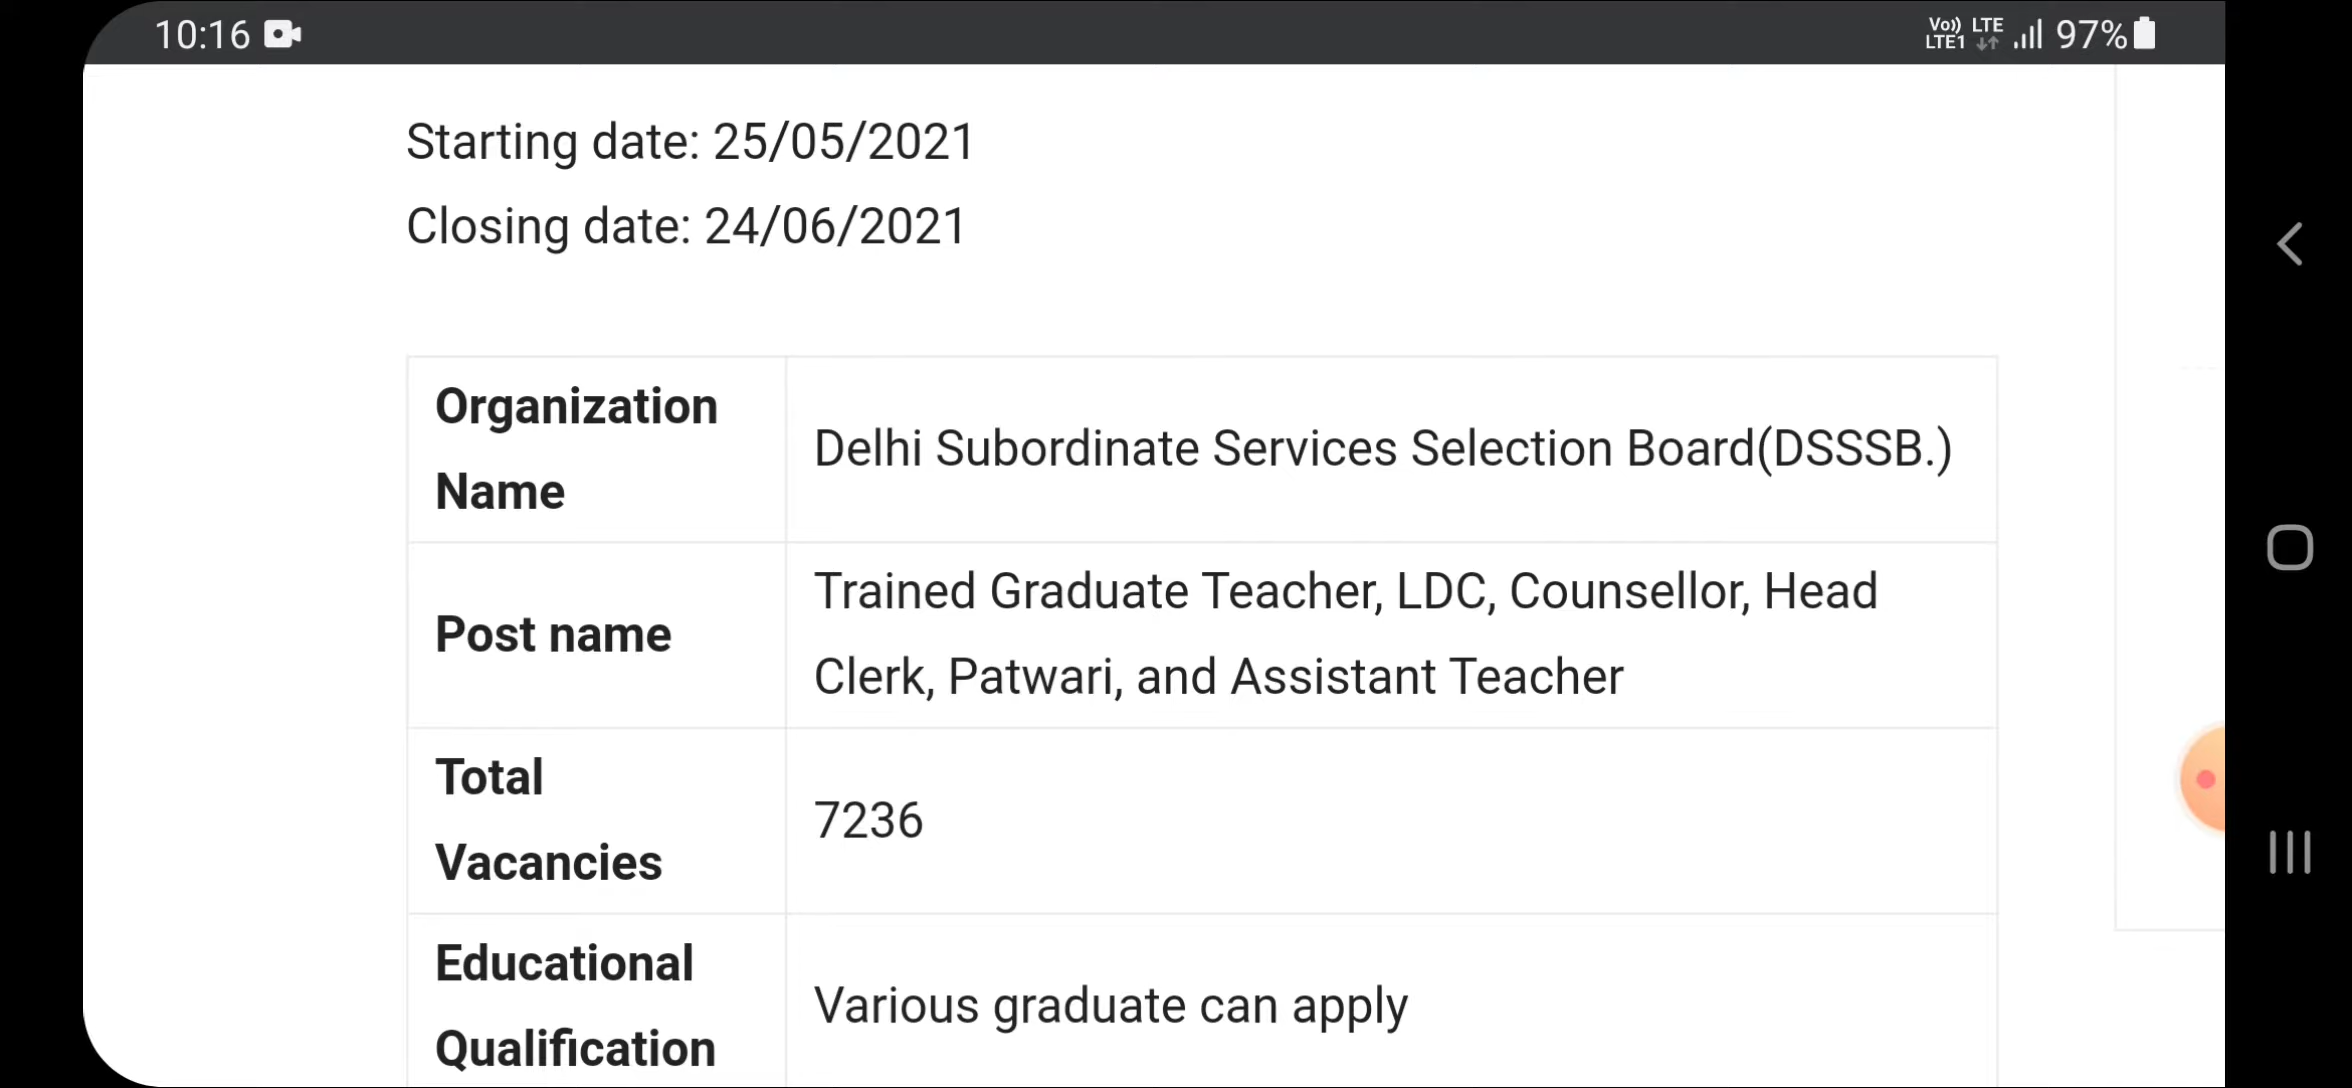 10:16
Vo)) LTE
LTE1
97%
Starting date: 25/05/2021
Closing date: 24/06/2021
Organization
Name
Delhi Subordinate Services Selection Board(DSSSB.)
Post name
Trained Graduate Teacher, LDC, Counsellor, Head
Clerk, Patwari, and Assistant Teacher
Total
Vacancies
7236
Educational
Qualification
Various graduate can apply